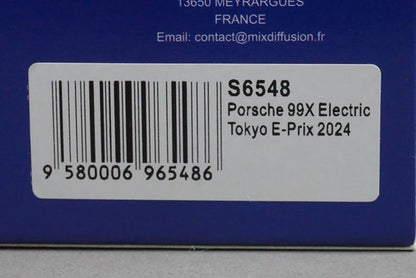 13650 MEYRARGUES
FRANCE
Email: contact@mixdiffusion.fr
S6548
Porsche 99X Electric
Tokyo E-Prix 2024
9 580006 965486